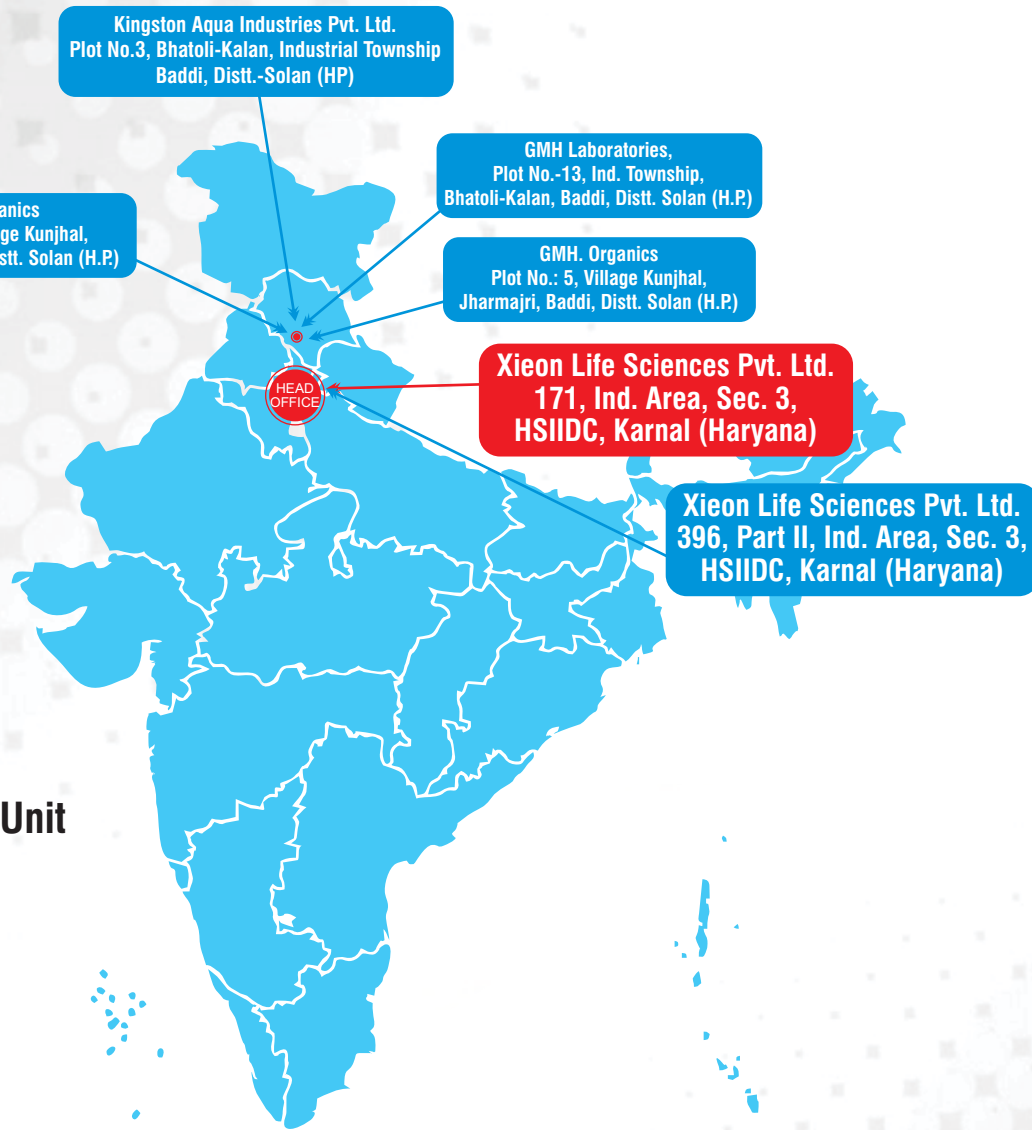 Kingston Aqua Industries Pvt. Ltd.
Plot No.3, Bhatoli-Kalan, Industrial Township
Baddi, Distt.-Solan (HP)
GMH Laboratories,
Plot No.-13, Ind. Township,
Bhatoli-Kalan, Baddi, Distt. Solan (H.P.)
Kunjhal,
Solan (H.P.)
GMH. Organics
Plot No.: 5, Village Kunjhal,
Jharmajri, Baddi, Distt. Solan (H.P.)
Xieon Life Sciences Pvt. Ltd.
171, Ind. Area, Sec. 3,
HSIIDC, Karnal (Haryana)
HEAD
OFFICE
Xieon Life Sciences Pvt. Ltd.
396, Part II, Ind. Area, Sec. 3,
HSIIDC, Karnal (Haryana)
Unit